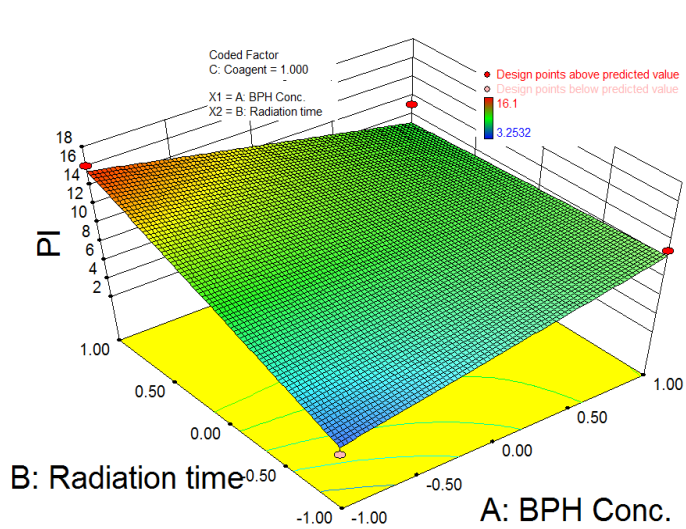 Coded Factor
C: Coagent = 1.000
X1 = A: BPH Conc.
X2 = B: Radiation time
Design points above predicted value
Design points below predicted value
16.1
3.2532
PI
18
16
14
12
10
8
6
4
2
1.00
0.50
0.00
-0.50
-1.00
B: Radiation time
-1.00
-0.50
0.00
0.50
1.00
A: BPH Conc.